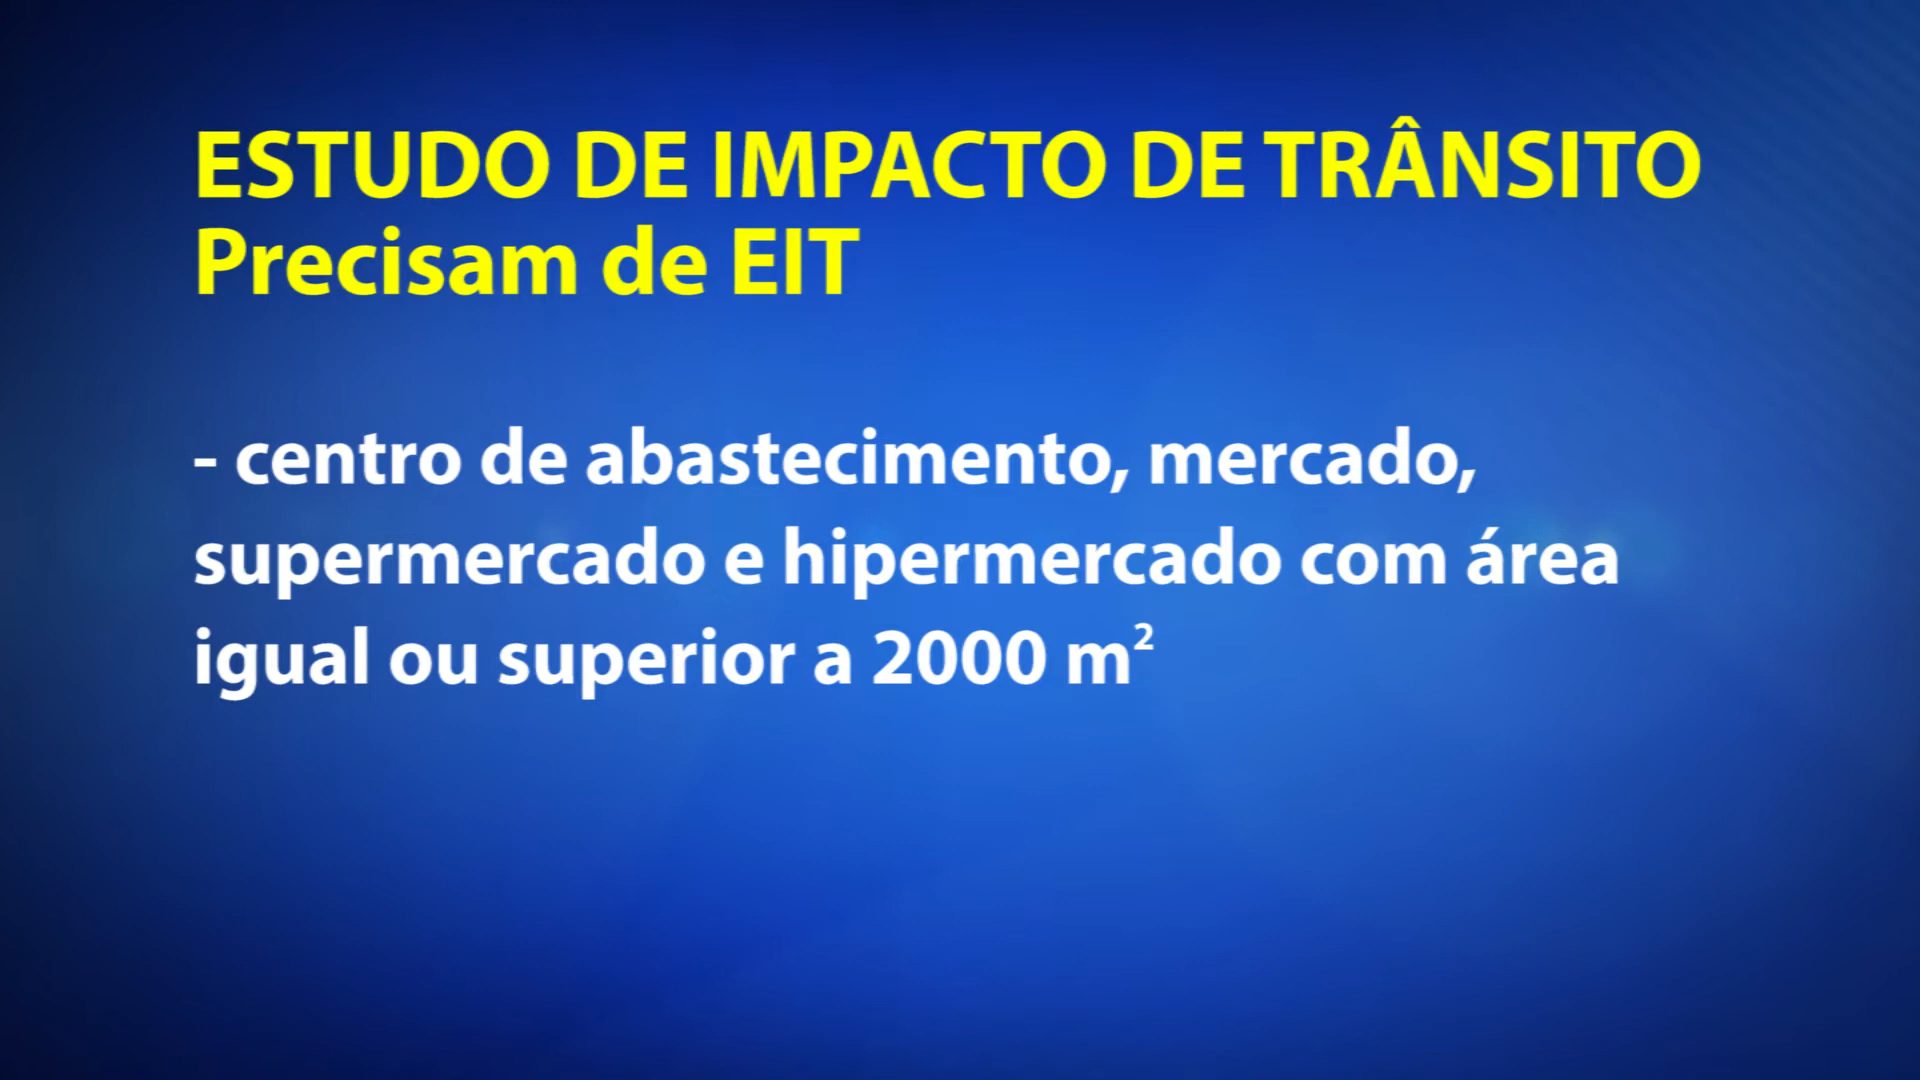 ESTUDO DE IMPACTO DE TRÂNSITO
Precisam de EIT
- centro de abastecimento, mercado,
supermercado e hipermercado com área
igual ou superior a 2000 m²